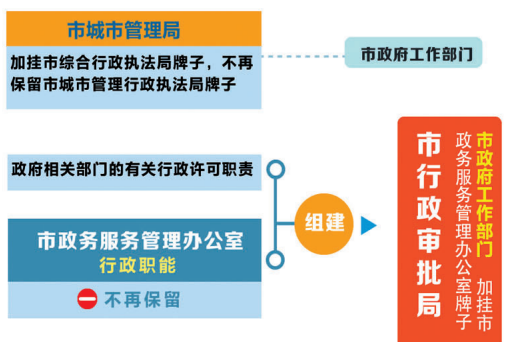 市城市管理局
加挂市综合行政执法局牌子，不再
保留市城市管理行政执法局牌子
市政府工作部门
政府相关部门的有关行政许可职责
市政务服务管理办公室
行政职能
不再保留
组建
市行政审批局
市政府工作部门 加挂市
政务服务管理办公室牌子